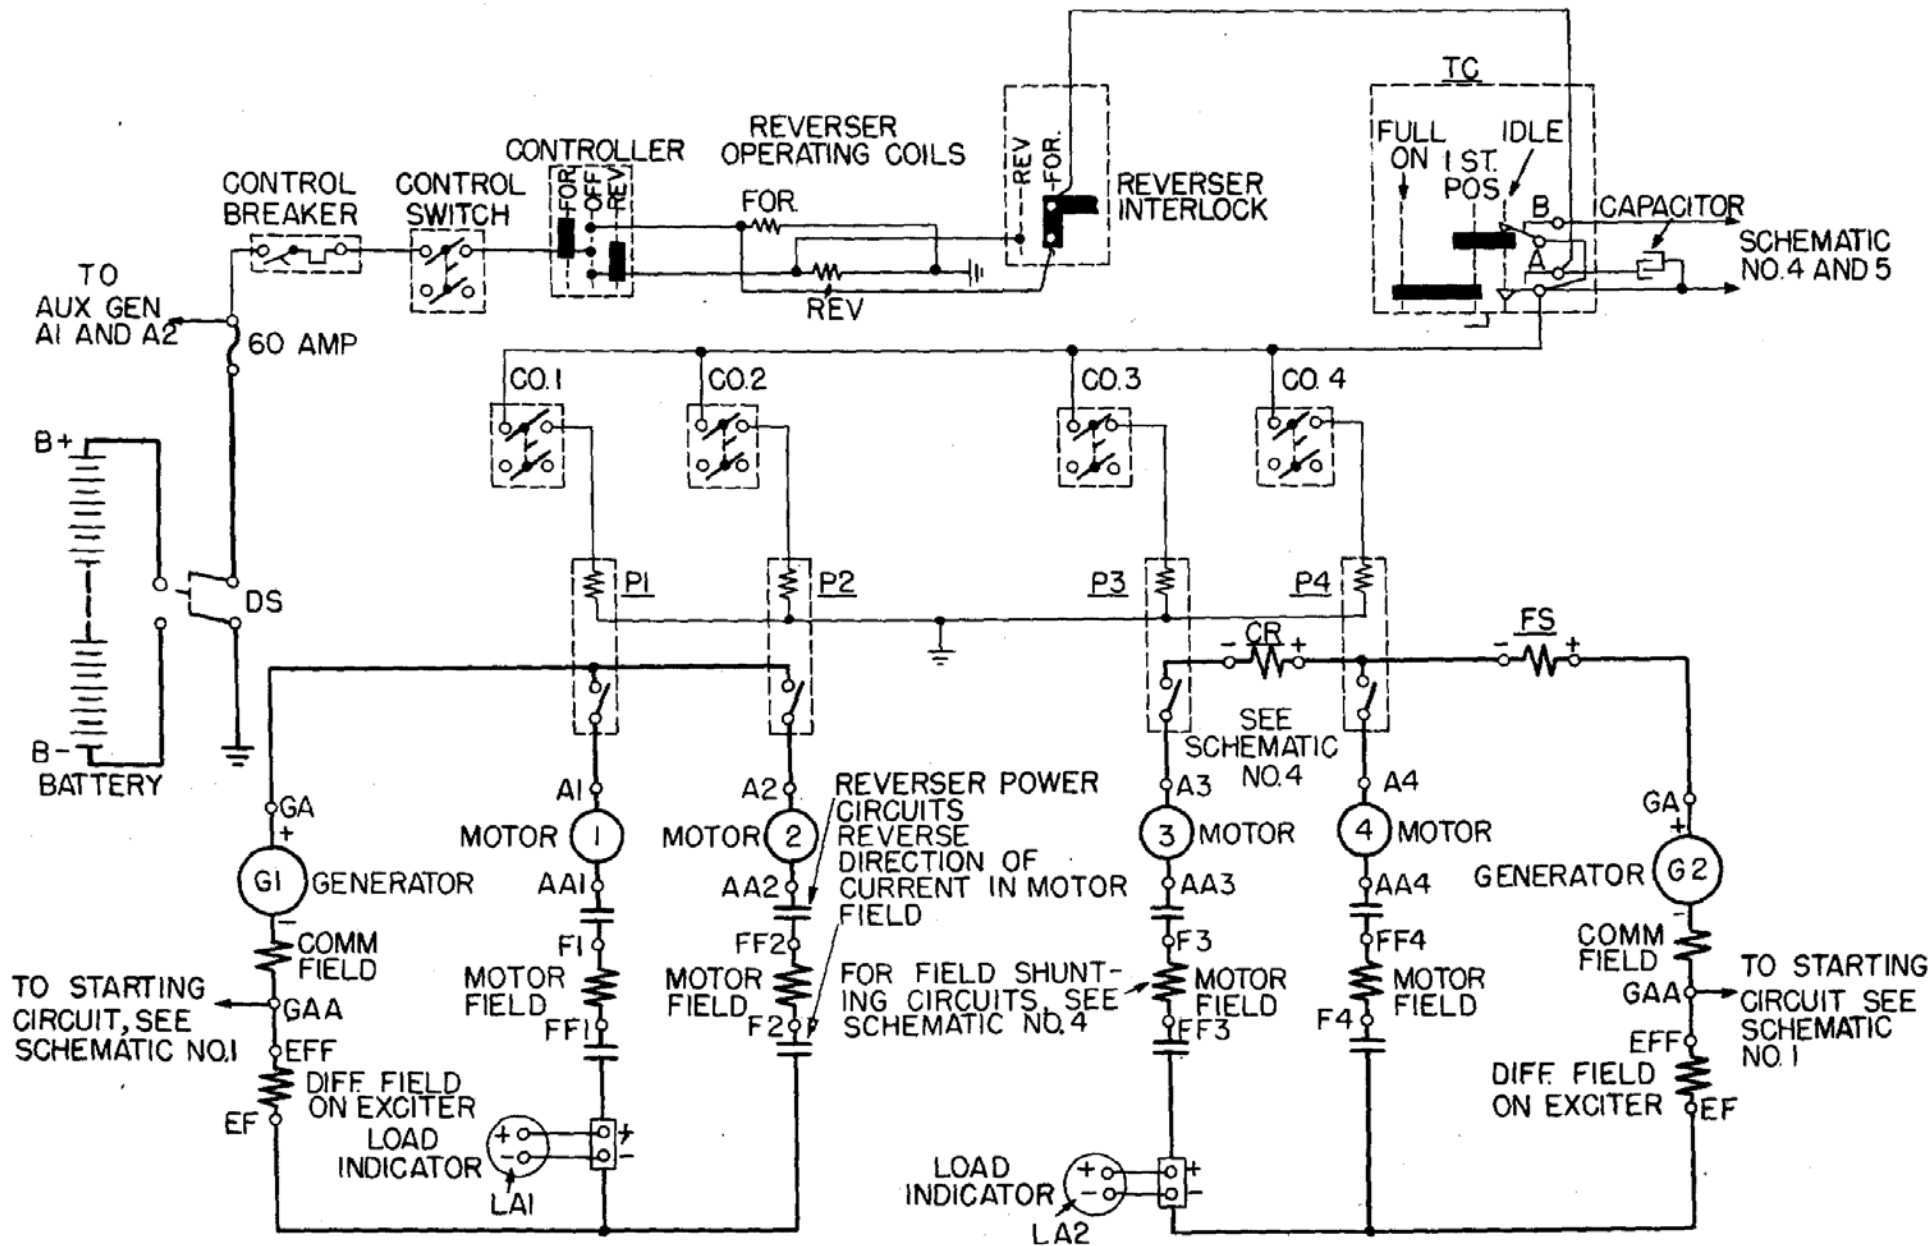 TC
FULL
ON
1 ST.
POS
IDLE
B
A
CAPACITOR
SCHEMATIC
NO.4 AND 5
REVERSER
OPERATING COILS
CONTROLLER
FOR
OFF
REV
FOR.
REV
REV
FOR.
REVERSER
INTERLOCK
CONTROL
BREAKER
CONTROL
SWITCH
TO
AUX GEN
A1 AND A2
60 AMP
CO.1
CO.2
CO.3
CO.4
B+
B-
BATTERY
DS
P1
P2
P3
P4
- CR +
- FS +
SEE
SCHEMATIC
NO.4
GA
+
G1
GENERATOR
-
COMM
FIELD
TO STARTING
CIRCUIT, SEE
SCHEMATIC NO.1
GAA
EFF
DIFF. FIELD
ON EXCITER
EF
A1
MOTOR
1
AA1
F1
MOTOR
FIELD
FF1
LOAD
INDICATOR
+
-
+
-
LA1
A2
MOTOR
2
AA2
FF2
MOTOR
FIELD
F2
REVERSER POWER
CIRCUITS
REVERSE
DIRECTION OF
CURRENT IN MOTOR
FIELD
FOR FIELD SHUNT-
ING CIRCUITS, SEE
SCHEMATIC NO.4
A3
3
MOTOR
AA3
F3
MOTOR
FIELD
FF3
LOAD
INDICATOR
+
-
+
-
LA2
A4
4
MOTOR
AA4
FF4
MOTOR
FIELD
F4
GA
+
GENERATOR
G2
-
COMM
FIELD
GAA
TO STARTING
CIRCUIT SEE
SCHEMATIC
NO.1
EFF
DIFF. FIELD
ON EXCITER
EF